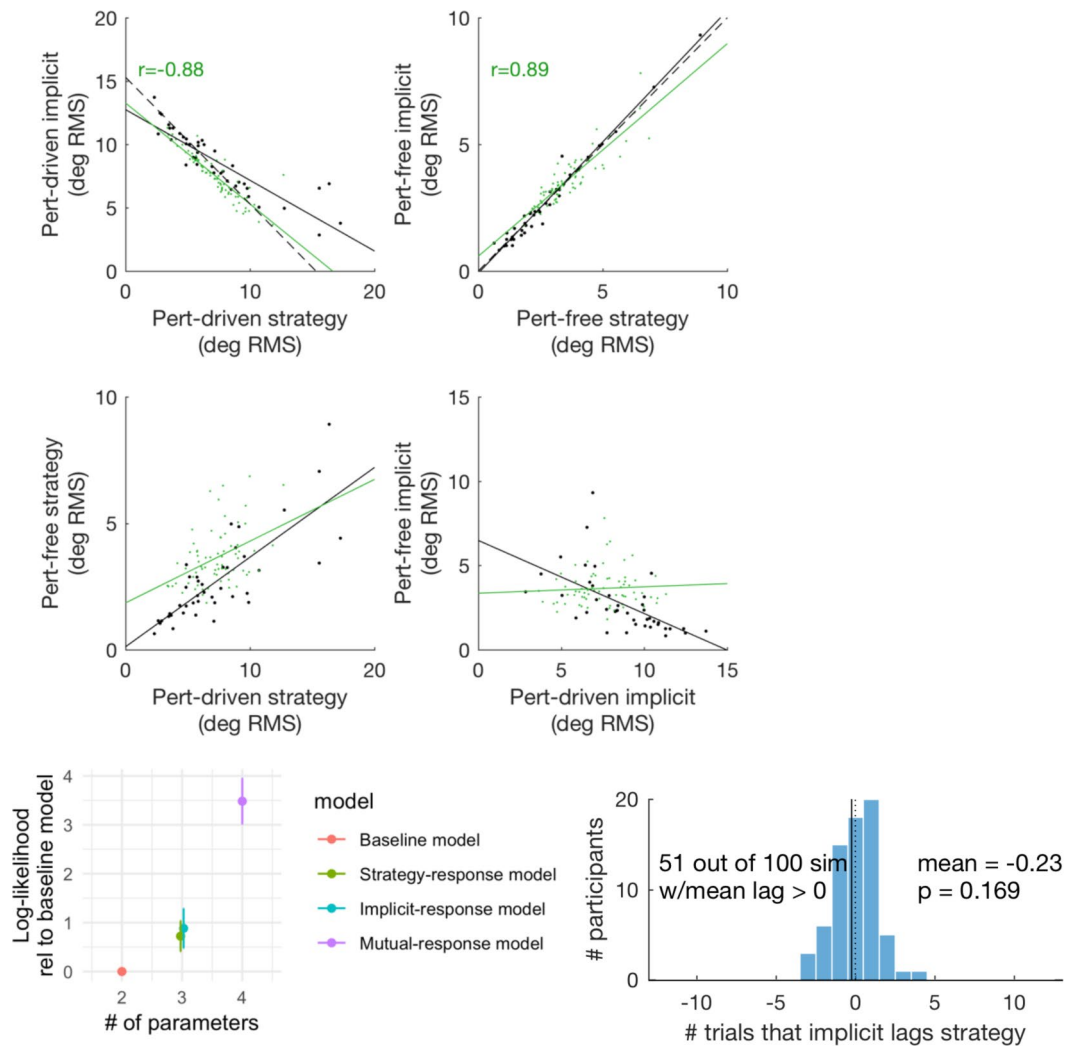 r=-0.88
20
15
10
5
0
Pert-driven implicit
(deg RMS)
0
10
20
Pert-driven strategy
(deg RMS)
r=0.89
10
5
0
Pert-free implicit
(deg RMS)
0
5
10
Pert-free strategy
(deg RMS)
10
5
0
Pert-free strategy
(deg RMS)
0
10
20
Pert-driven strategy
(deg RMS)
15
10
5
0
Pert-free implicit
(deg RMS)
0
5
10
15
Pert-driven implicit
(deg RMS)
4
3
2
1
0
Log-likelihood
rel to baseline model
2
3
4
# of parameters
model
Baseline model
Strategy-response model
Implicit-response model
Mutual-response model
20
10
0
# participants
51 out of 100 sim
w/mean lag > 0
mean = -0.23
p = 0.169
-10
-5
0
5
10
# trials that implicit lags strategy